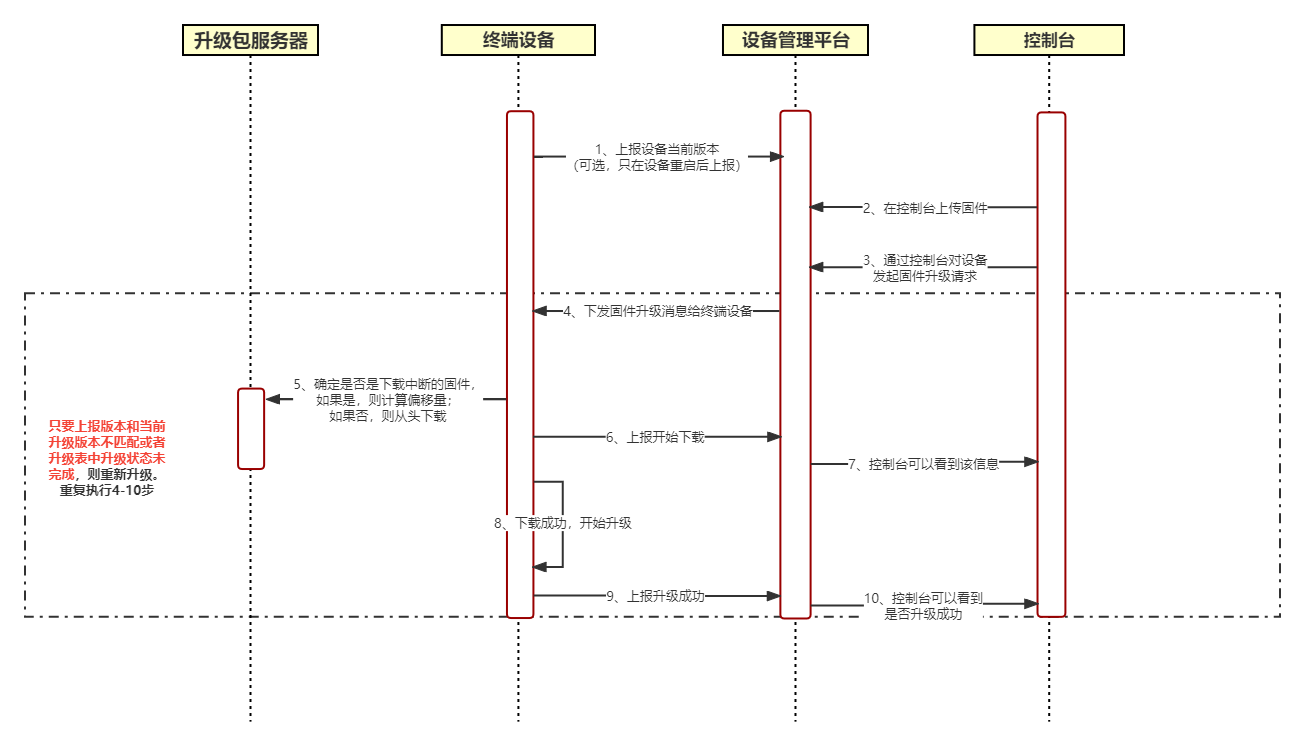 升级包服务器
终端设备
设备管理平台
控制台
1、上报设备当前版本
（可选，只在设备重启后上报）
2、在控制台上传固件
3、通过控制台对设备
发起固件升级请求
4、下发固件升级消息给终端设备
5、确定是否是下载中断的固件，
如果是，则计算偏移量；
如果否，则从头下载
只要上报版本和当前
升级版本不匹配或者
升级表中升级状态未
完成，则重新升级。
重复执行4-10步
6、上报开始下载
7、控制台可以看到该信息
8、下载成功，开始升级
9、上报升级成功
10、控制台可以看到
是否升级成功